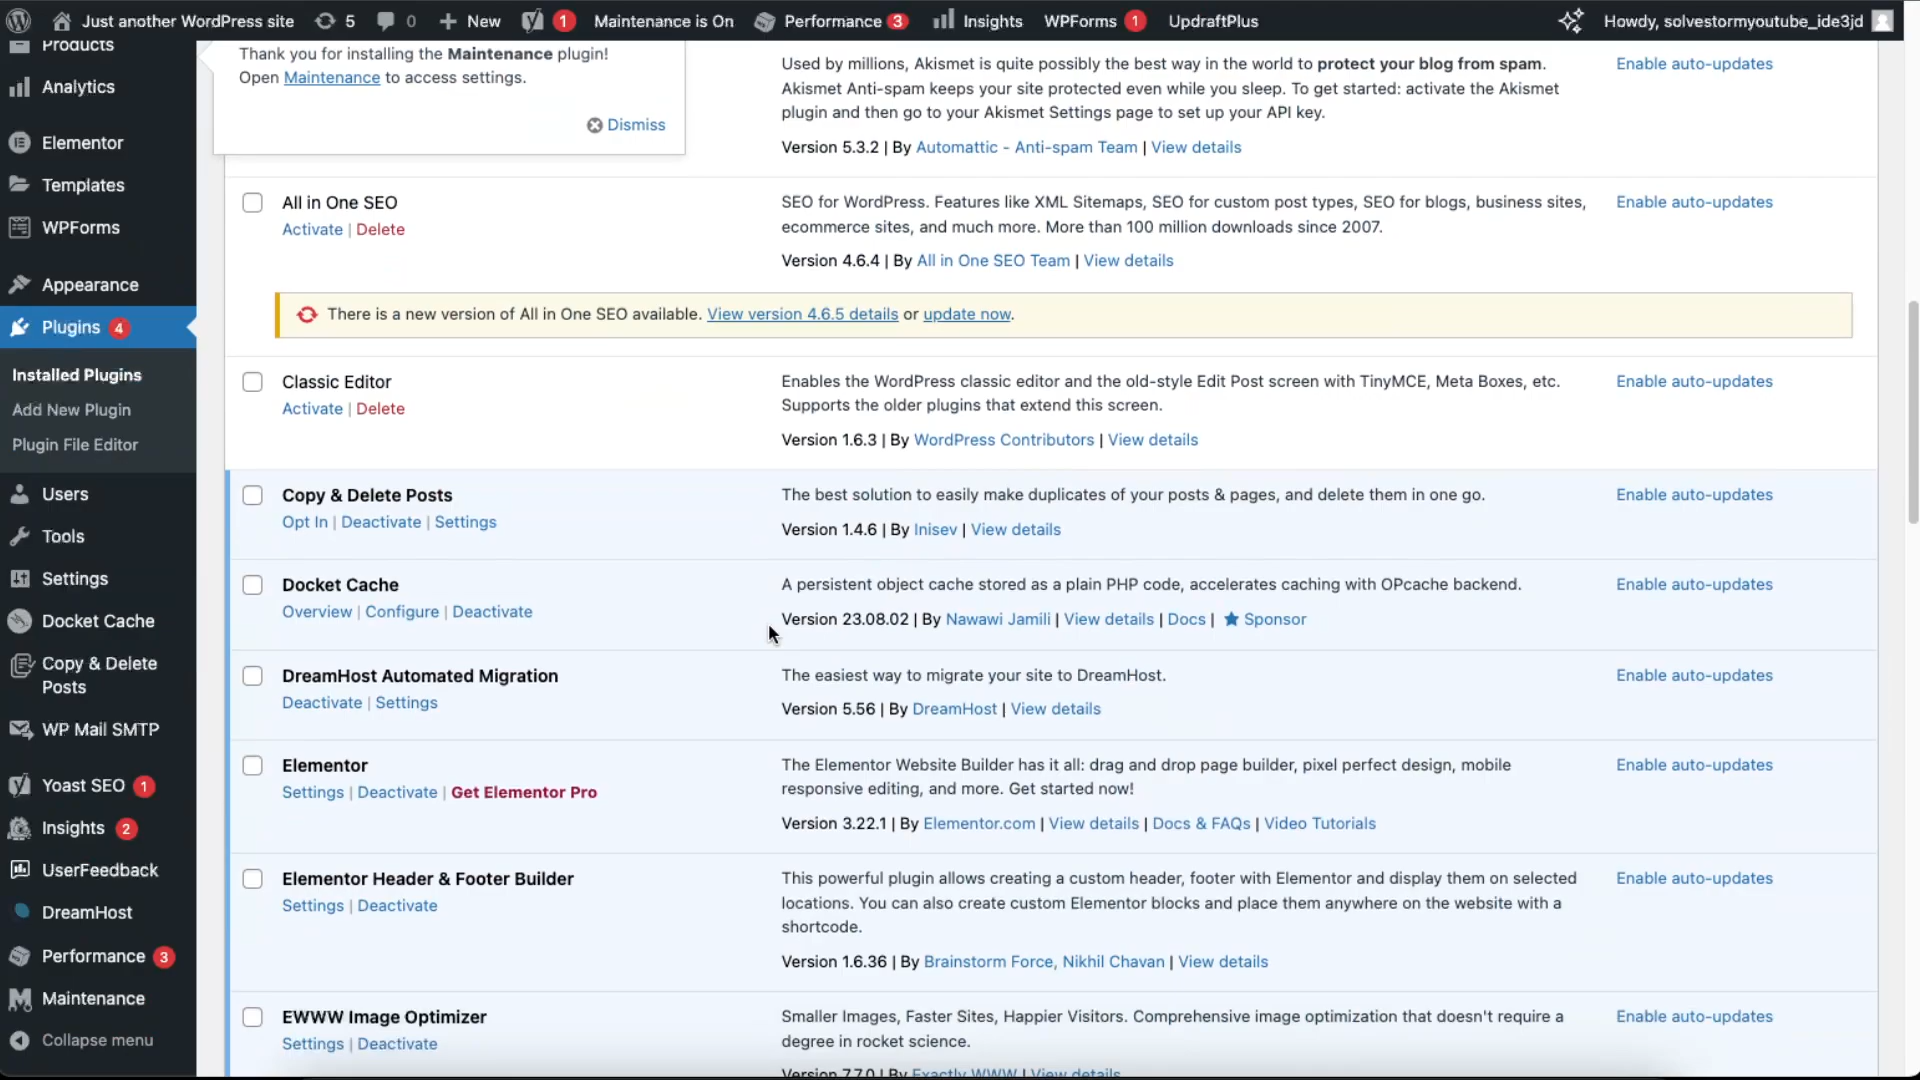 Just another WordPress site 5 0 New 1 Maintenance is On Performance 3 Insights WPForms 1 UpdraftPlus Howdy, solvestormyoutube_ide3jd
Products
Analytics
Elementor
Templates
WPForms
Appearance
Plugins 4
Installed Plugins
Add New Plugin
Plugin File Editor
Users
Tools
Settings
Docket Cache
Copy & Delete
Posts
WP Mail SMTP
Yoast SEO 1
Insights 2
UserFeedback
DreamHost
Performance 3
Maintenance
Collapse menu
Thank you for installing the Maintenance plugin!
Open Maintenance to access settings.
Dismiss
Used by millions, Akismet is quite possibly the best way in the world to protect your blog from spam.
Akismet Anti-spam keeps your site protected even while you sleep. To get started: activate the Akismet
plugin and then go to your Akismet Settings page to set up your API key.
Version 5.3.2 | By Automattic - Anti-spam Team | View details
Enable auto-updates
All in One SEO
Activate | Delete
SEO for WordPress. Features like XML Sitemaps, SEO for custom post types, SEO for blogs, business sites,
ecommerce sites, and much more. More than 100 million downloads since 2007.
Version 4.6.4 | By All in One SEO Team | View details
Enable auto-updates
There is a new version of All in One SEO available. View version 4.6.5 details or update now.
Classic Editor
Activate | Delete
Enables the WordPress classic editor and the old-style Edit Post screen with TinyMCE, Meta Boxes, etc.
Supports the older plugins that extend this screen.
Version 1.6.3 | By WordPress Contributors | View details
Enable auto-updates
Copy & Delete Posts
Opt In | Deactivate | Settings
The best solution to easily make duplicates of your posts & pages, and delete them in one go.
Version 1.4.6 | By Inisev | View details
Enable auto-updates
Docket Cache
Overview | Configure | Deactivate
A persistent object cache stored as a plain PHP code, accelerates caching with OPcache backend.
Version 23.08.02 | By Nawawi Jamili | View details | Docs | Sponsor
Enable auto-updates
DreamHost Automated Migration
Deactivate | Settings
The easiest way to migrate your site to DreamHost.
Version 5.56 | By DreamHost | View details
Enable auto-updates
Elementor
Settings | Deactivate | Get Elementor Pro
The Elementor Website Builder has it all: drag and drop page builder, pixel perfect design, mobile
responsive editing, and more. Get started now!
Version 3.22.1 | By Elementor.com | View details | Docs & FAQs | Video Tutorials
Enable auto-updates
Elementor Header & Footer Builder
Settings | Deactivate
This powerful plugin allows creating a custom header, footer with Elementor and display them on selected
locations. You can also create custom Elementor blocks and place them anywhere on the website with a
shortcode.
Version 1.6.36 | By Brainstorm Force, Nikhil Chavan | View details
Enable auto-updates
EWWW Image Optimizer
Settings | Deactivate
Smaller Images, Faster Sites, Happier Visitors. Comprehensive image optimization that doesn't require a
degree in rocket science.
Version 7.7.0 | By Exactly WWW | View details
Enable auto-updates